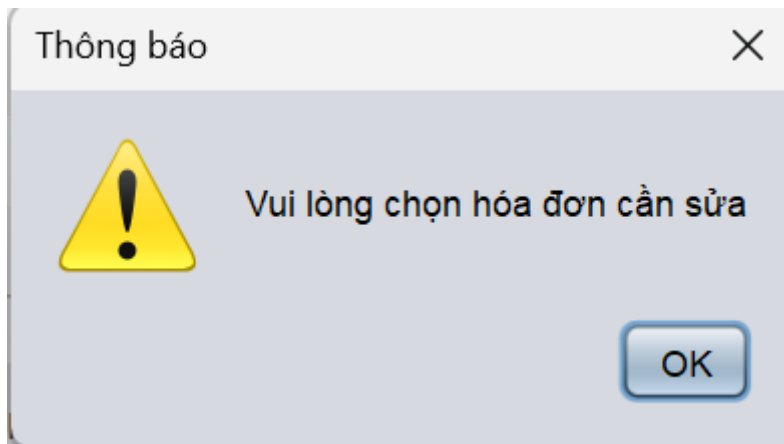 Thông báo
Vui lòng chọn hóa đơn cần sửa
OK